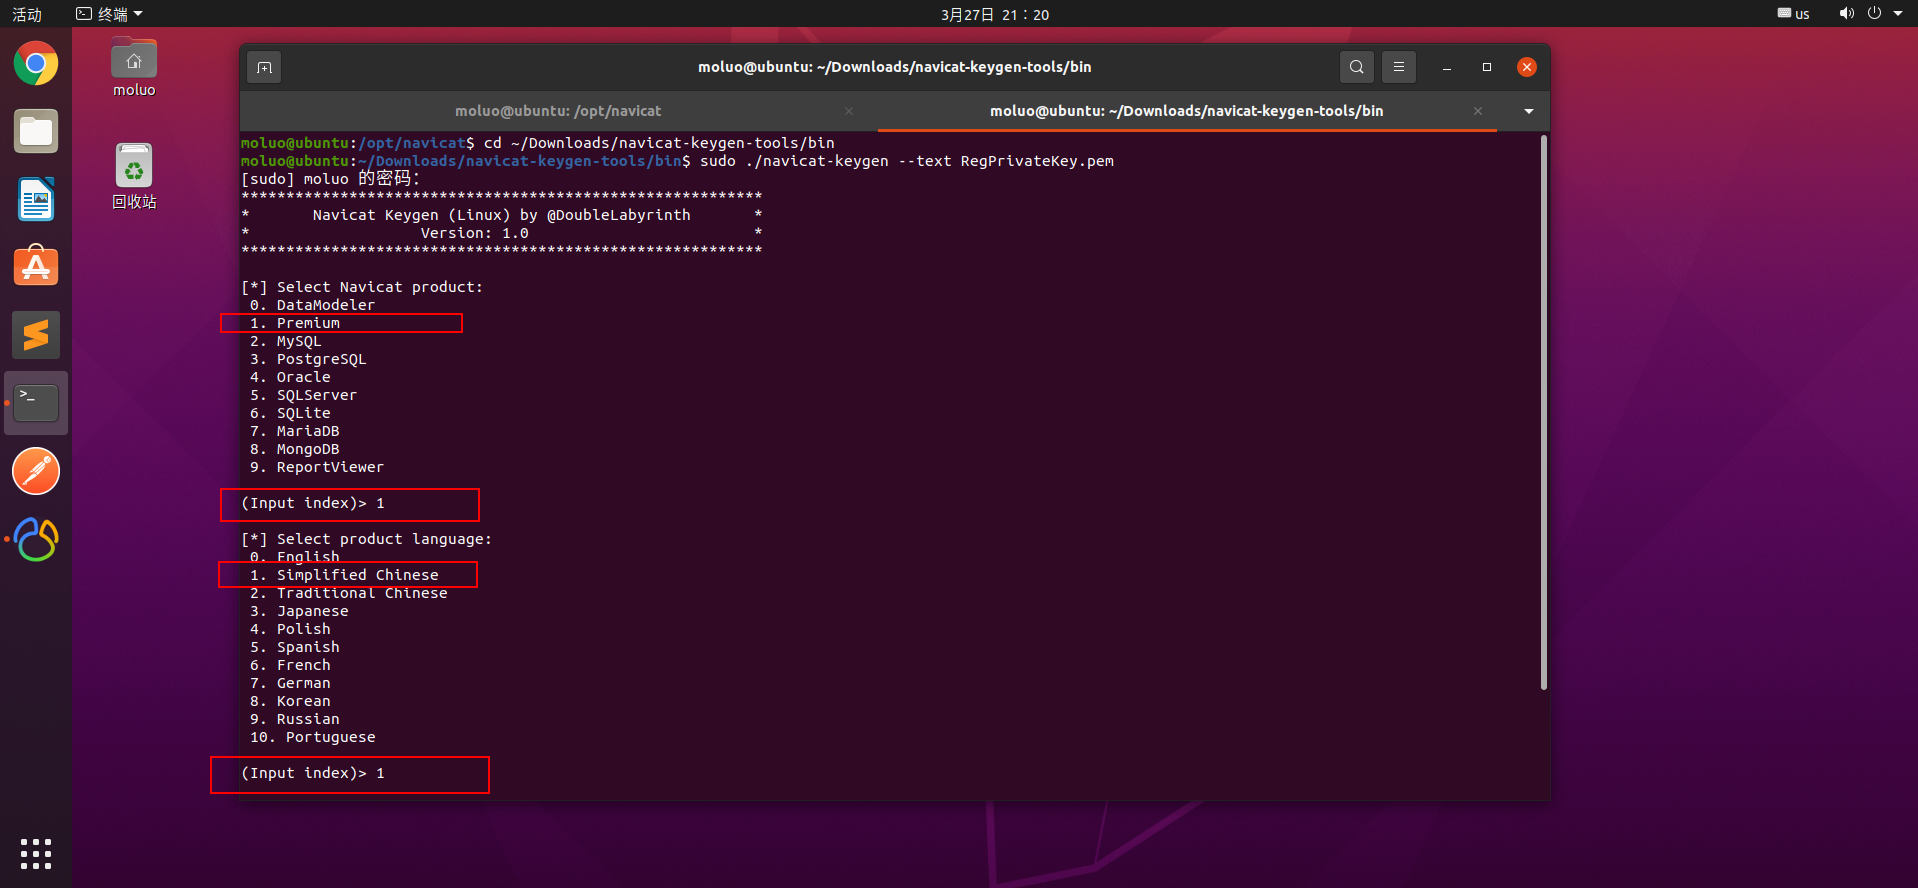 活动
终端
3月27日 21：20
us
moluo
回收站
moluo@ubuntu: ~/Downloads/navicat-keygen-tools/bin
moluo@ubuntu: /opt/navicat
moluo@ubuntu: ~/Downloads/navicat-keygen-tools/bin
moluo@ubuntu:/opt/navicat$ cd ~/Downloads/navicat-keygen-tools/bin
moluo@ubuntu:~/Downloads/navicat-keygen-tools/bin$ sudo ./navicat-keygen --text RegPrivateKey.pem
[sudo] moluo 的密码：
**********************************************************
* Navicat Keygen (Linux) by @DoubleLabyrinth *
* Version: 1.0 *
**********************************************************
[*] Select Navicat product:
0. DataModeler
1. Premium
2. MySQL
3. PostgreSQL
4. Oracle
5. SQLServer
6. SQLite
7. MariaDB
8. MongoDB
9. ReportViewer
(Input index)> 1
[*] Select product language:
0. English
1. Simplified Chinese
2. Traditional Chinese
3. Japanese
4. Polish
5. Spanish
6. French
7. German
8. Korean
9. Russian
10. Portuguese
(Input index)> 1